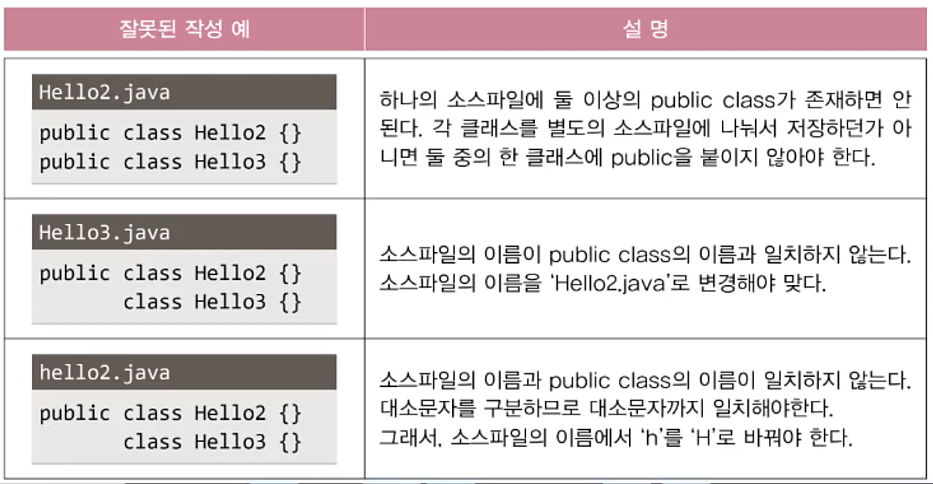 잘못된 작성 예
설 명
Hello2.java
public class Hello2 {}
public class Hello3 {}
하나의 소스파일에 둘 이상의 public class가 존재하면 안
된다. 각 클래스를 별도의 소스파일에 나눠서 저장하던가 아
니면 둘 중의 한 클래스에 public을 붙이지 않아야 한다.
Hello3.java
public class Hello2 {}
class Hello3 {}
소스파일의 이름이 public class의 이름과 일치하지 않는다.
소스파일의 이름을 ‘Hello2.java’로 변경해야 맞다.
hello2.java
public class Hello2 {}
class Hello3 {}
소스파일의 이름과 public class의 이름이 일치하지 않는다.
대소문자를 구분하므로 대소문자까지 일치해야한다.
그래서, 소스파일의 이름에서 ‘h’를 ‘H’로 바꿔야 한다.